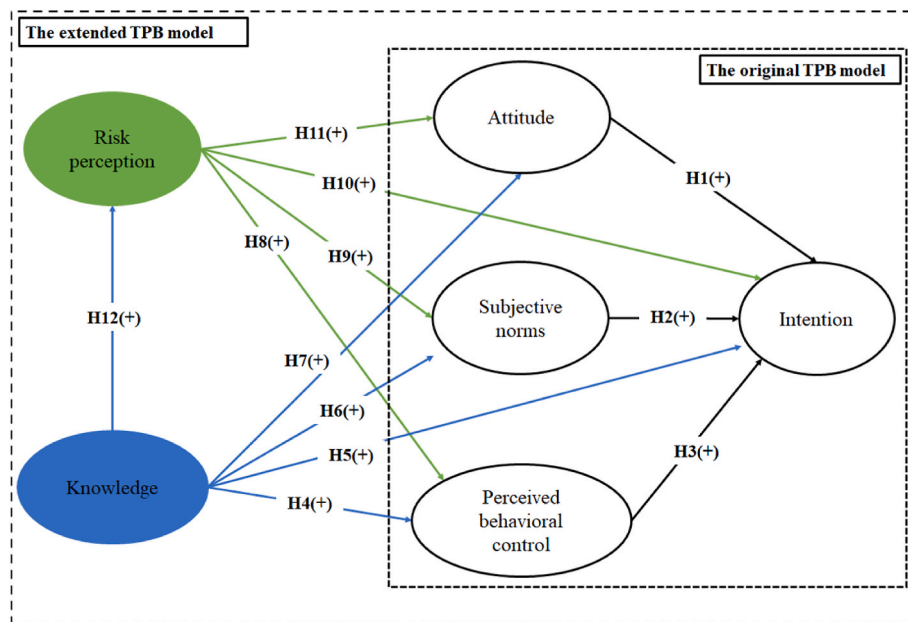 The extended TPB model
The original TPB model
Risk
perception
Attitude
H11(+)
H1(+)
H10(+)
H8(+)
H9(+)
H12(+)
Subjective
norms
H2(+)
Intention
H7(+)
H6(+)
H5(+)
H3(+)
Knowledge
H4(+)
Perceived
behavioral
control